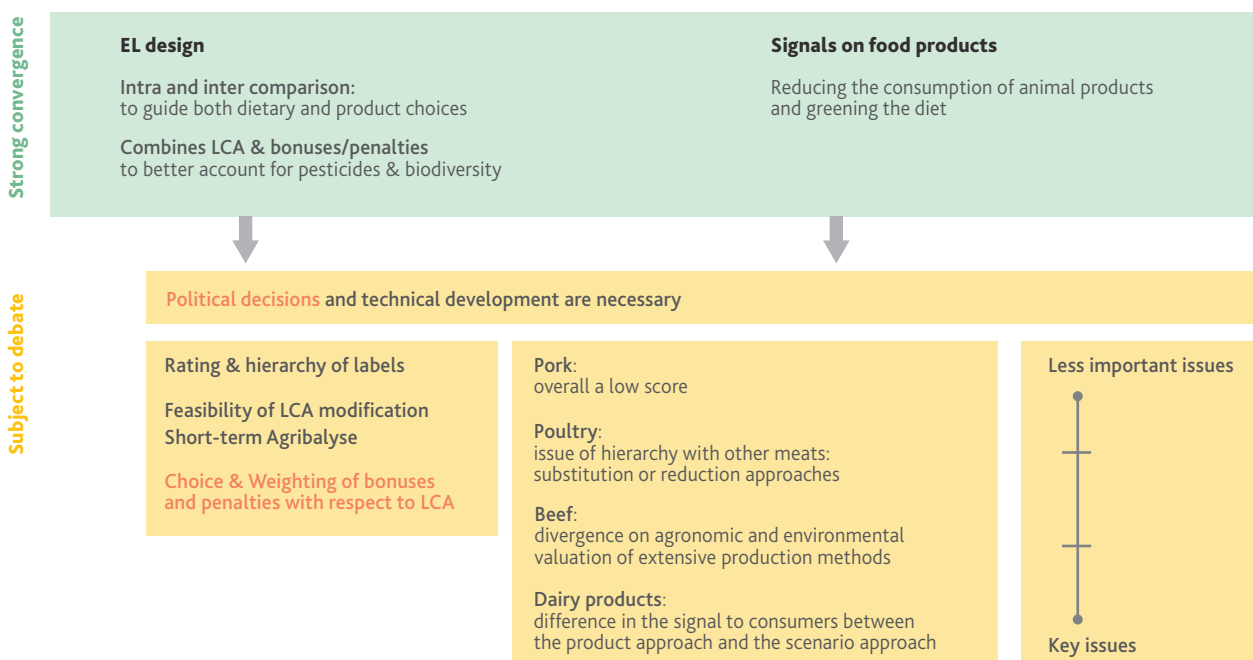 Strong convergence
EL design
Intra and inter comparison:
to guide both dietary and product choices
Combines LCA & bonuses/penalties
to better account for pesticides & biodiversity
Signals on food products
Reducing the consumption of animal products
and greening the diet
Subject to debate
Political decisions and technical development are necessary
Rating & hierarchy of labels
Feasibility of LCA modification
Short-term Agribalyse
Choice & Weighting of bonuses
and penalties with respect to LCA
Pork:
overall a low score
Poultry:
issue of hierarchy with other meats:
substitution or reduction approaches
Beef:
divergence on agronomic and environmental
valuation of extensive production methods
Dairy products:
difference in the signal to consumers between
the product approach and the scenario approach
Less important issues
Key issues